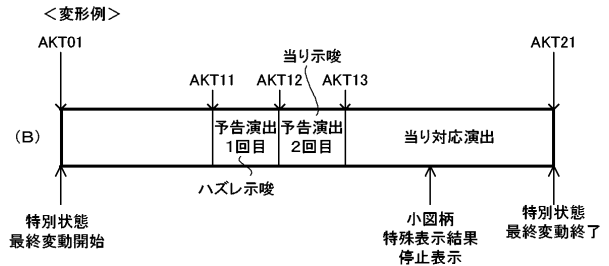 ＜変形例＞
AKT01
AKT21
当り示唆
AKT11
AKT12
AKT13
（B）
予告演出
1回目
予告演出
2回目
当り対応演出
ハズレ示唆
特別状態
最終変動開始
小図柄
特殊表示結果
停止表示
特別状態
最終変動終了